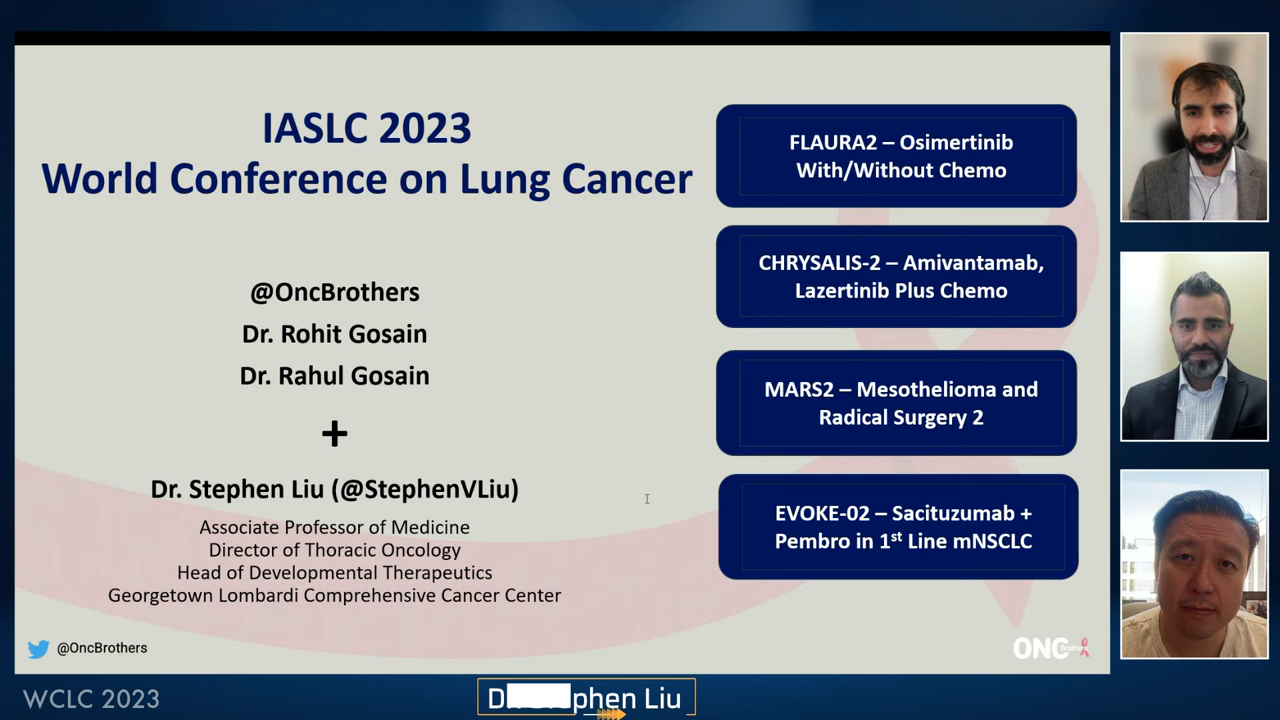 IASLC 2023
World Conference on Lung Cancer
@OncBrothers
Dr. Rohit Gosain
Dr. Rahul Gosain
+
Dr. Stephen Liu (@StephenVLiu)
Associate Professor of Medicine
Director of Thoracic Oncology
Head of Developmental Therapeutics
Georgetown Lombardi Comprehensive Cancer Center
@OncBrothers
FLAURA2 – Osimertinib
With/Without Chemo
CHRYSALIS-2 – Amivantamab,
Lazertinib Plus Chemo
MARS2 – Mesothelioma and
Radical Surgery 2
EVOKE-02 – Sacituzumab +
Pembro in 1st Line mNSCLC
ONC Brothers
WCLC 2023
Liu